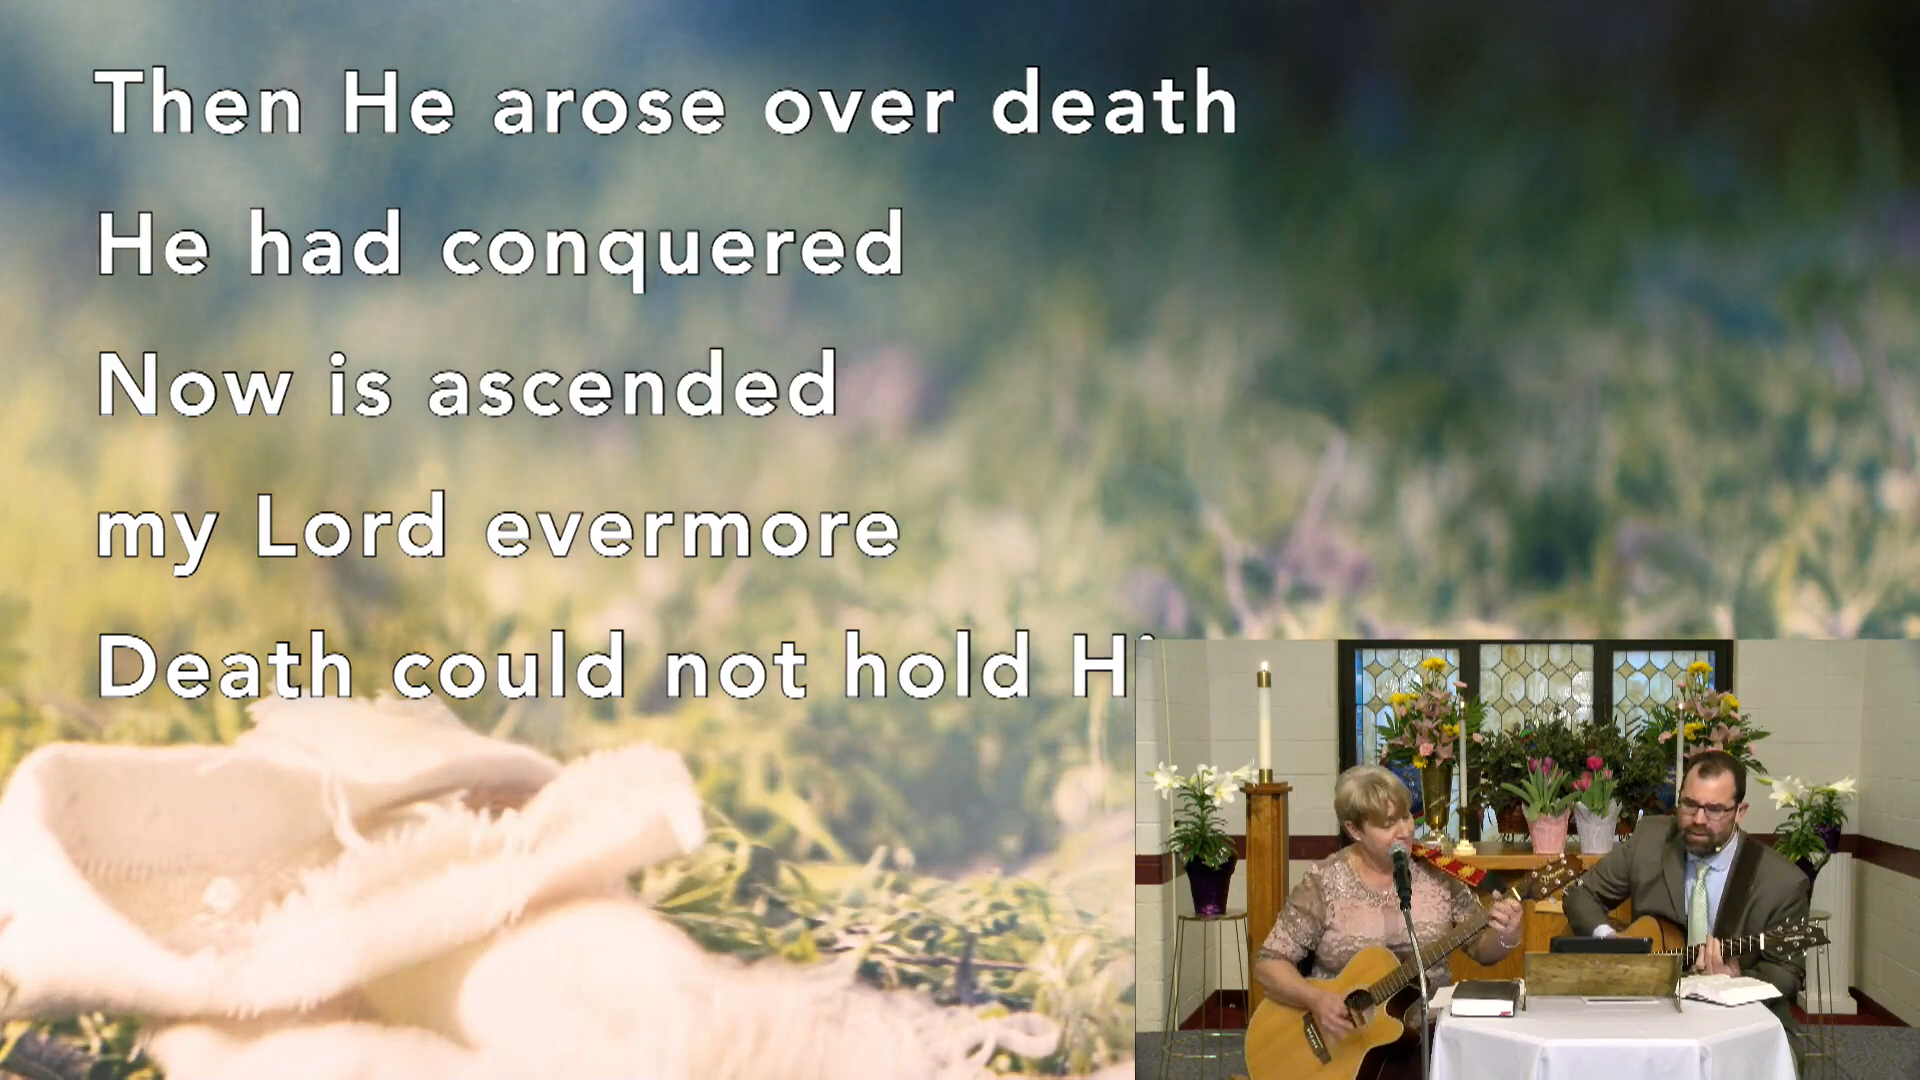 Then He arose over death
He had conquered
Now is ascended
my Lord evermore
Death could not hold